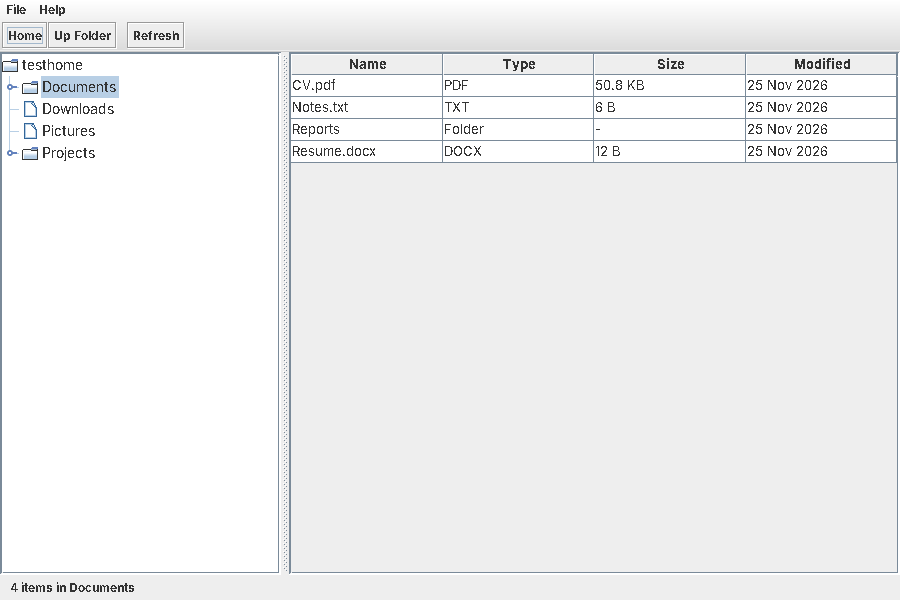 File Help
Home Up Folder Refresh
testhome
Documents
Downloads
Pictures
Projects
Name Type Size Modified
CV.pdf PDF 50.8 KB 25 Nov 2026
Notes.txt TXT 6 B 25 Nov 2026
Reports Folder - 25 Nov 2026
Resume.docx DOCX 12 B 25 Nov 2026
4 items in Documents